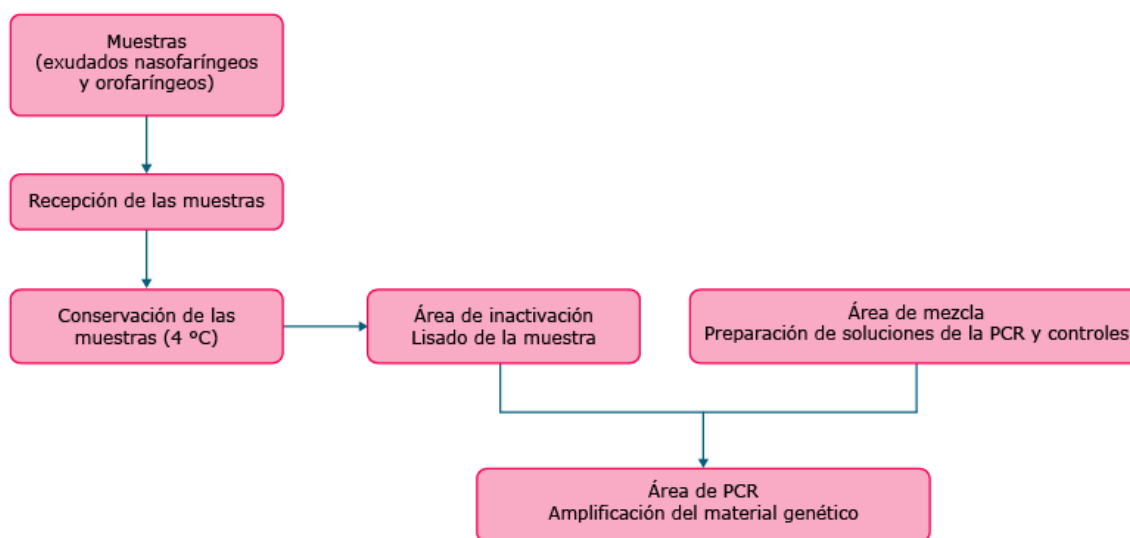 Muestras
(exudados nasofaríngeos
y orofaríngeos)
Recepción de las muestras
Conservación de las
muestras (4 ºC)
Área de inactivación
Lisado de la muestra
Área de mezcla
Preparación de soluciones de la PCR y controles
Área de PCR
Amplificación del material genético